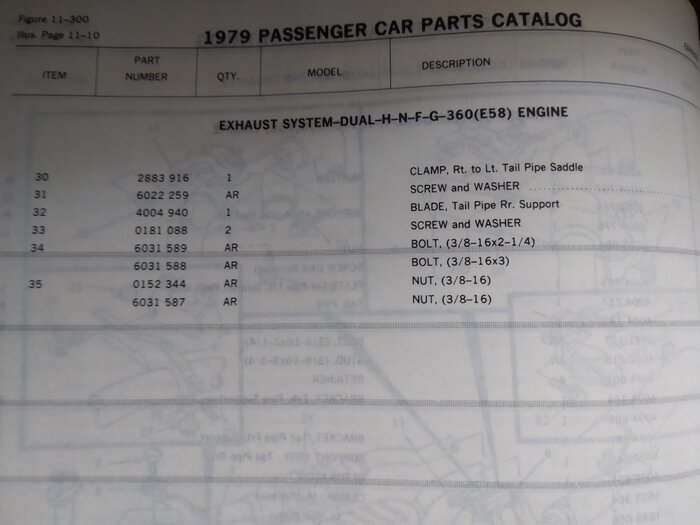 Figure 11-300
Illus. Page 11-10
1979 PASSENGER CAR PARTS CATALOG
ITEM PART NUMBER QTY. MODEL DESCRIPTION
EXHAUST SYSTEM-DUAL-H-N-F-G-360(E58) ENGINE
30 2883 916 1 CLAMP, Rt. to Lt. Tail Pipe Saddle
31 6022 259 AR SCREW and WASHER
32 4004 940 1 BLADE, Tail Pipe Rr. Support
33 0181 088 2 SCREW and WASHER
34 6031 589 AR BOLT, (3/8-16x2-1/4)
6031 588 AR BOLT, (3/8-16x3)
35 0152 344 AR NUT, (3/8-16)
6031 587 AR NUT, (3/8-16)